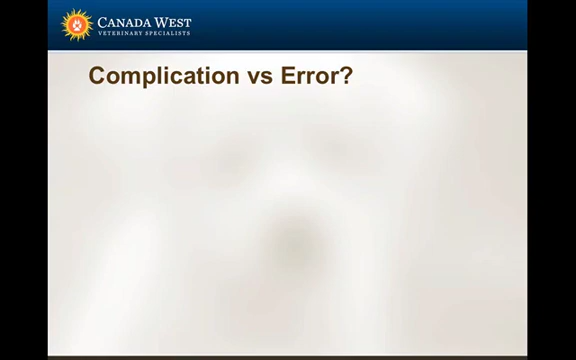 CANADA WEST
VETERINARY SPECIALISTS
Complication vs Error?